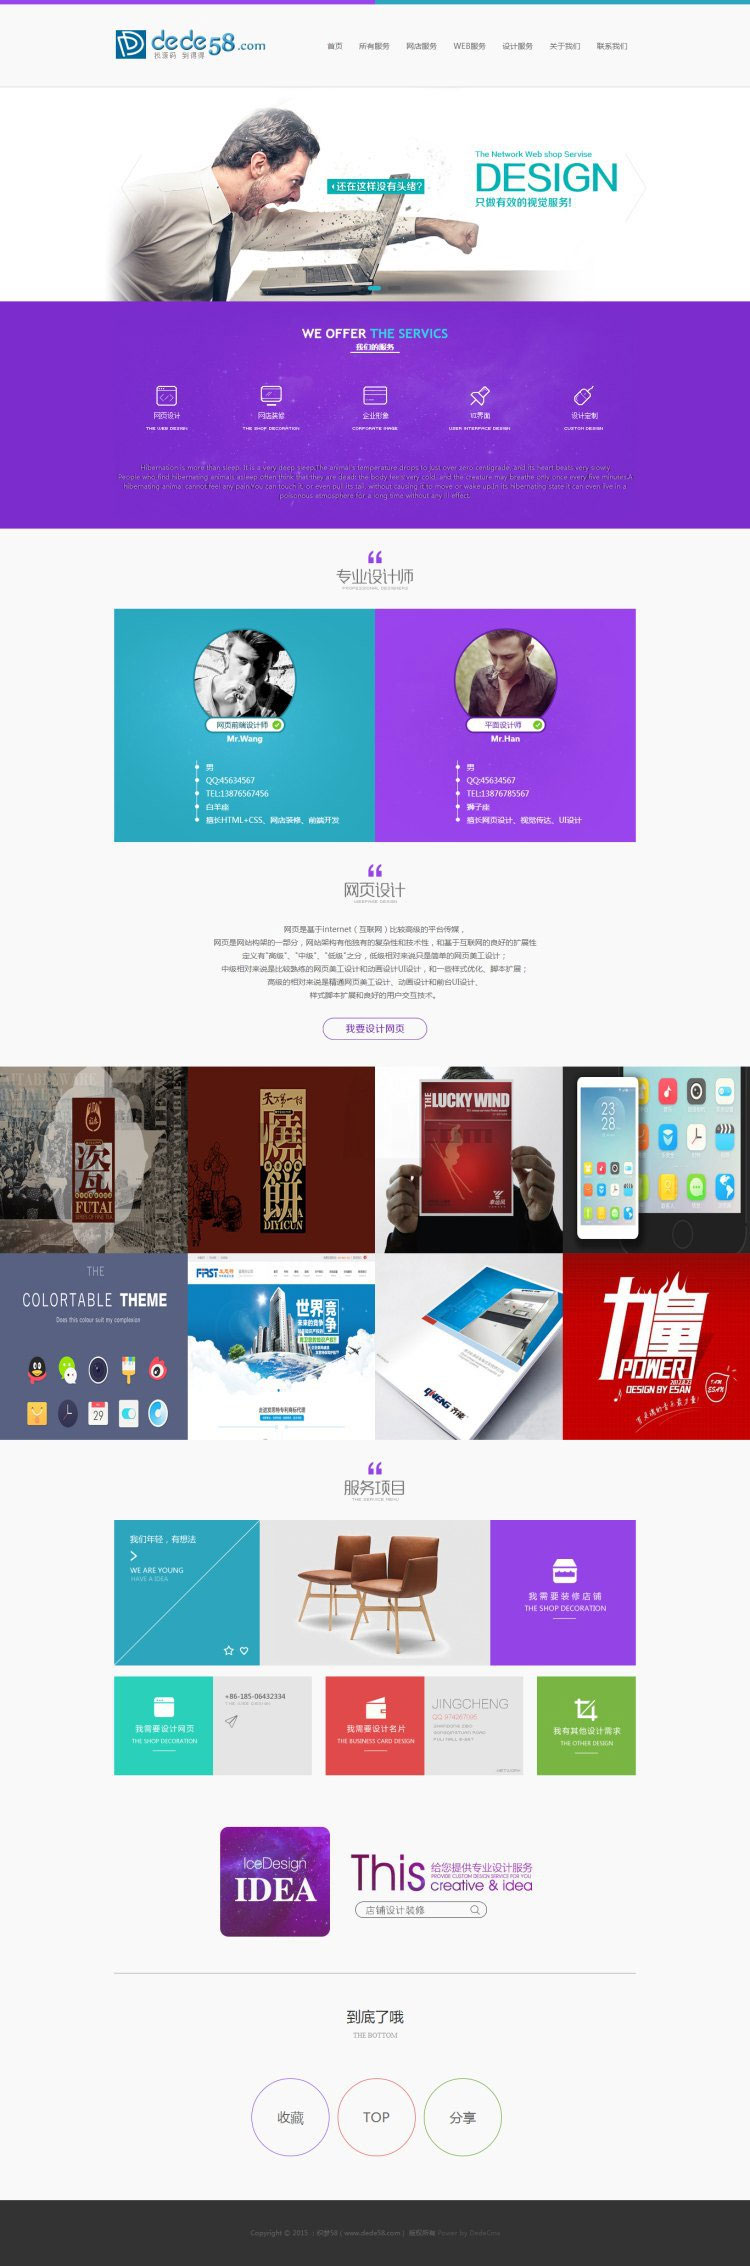 dede58.com
找源码 到得得
首页 所有服务 网店服务 WEB服务 设计服务 关于我们 联系我们
还在这样没有头绪?
The Network Web shop Servise
DESIGN
只做有效的视觉服务!
WE OFFER THE SERVICS
我们的服务
网页设计 网店装修 企业形象 UI界面 设计定制
THE WEB DESIGN THE SHOP DECORATION CORPORATE IMAGE USER INTERFACE DESIGN CUSTOM DESIGN
Hibernation is more than sleep. It is a very deep sleep.The animal's temperature drops to just over zero centigrade, and its heart beats very slowly.
People who find hibernating animals asleep often think that they are dead: the body feels very cold, and the creature may breathe only once every five minutes.A
hibernating animal cannot feel any pain.You can touch it, or even pull its tail, without causing it to move or wake up.In its hibernating state it can even live in a
poisonous atmosphere for a long time without any ill effect.
专业设计师
PROFESSIONAL DESIGNERS
网页前端设计师
Mr.Wang
男
QQ:45634567
TEL:13876567456
白羊座
擅长HTML+CSS、网店装修、前端开发
平面设计师
Mr.Han
男
QQ:45634567
TEL:13876785567
狮子座
擅长网页设计、视觉传达、UI设计
网页设计
WEBPAGE DESIGN
网页是基于internet（互联网）比较高级的平台传媒，
网页是网站构架的一部分，网站架构有他独有的复杂性和技术性，和基于互联网的良好的扩展性
定义有"高级"、"中级"、"低级"之分，低级相对来说只是简单的网页美工设计；
中级相对来说是比较熟练的网页美工设计和动画设计UI设计，和一些样式优化、脚本扩展；
高级的相对来说是精通网页美工设计、动画设计和前台UI设计、
样式脚本扩展和良好的用户交互技术。
我要设计网页
瓷
FUTAI
天下第一村
燒餅
DIYICUN
THE LUCKY WIND
23
28
THE
COLORTABLE THEME
Does this colour suit my complexion
29
FIRST
世界竞争
未来的竞争
QINENG 齐能
力量
POWER
DESIGN BY ESAN
服务项目
THE SERVICE MENU
我们年轻，有想法
WE ARE YOUNG
HAVE A IDEA
我需要装修店铺
THE SHOP DECORATION
我需要设计网页
THE SHOP DECORATION
+86-185-06432334
我需要设计名片
THE BUSINESS CARD DESIGN
JINGCHENG
QQ 974267095
NETWORK
我有其他设计需求
THE OTHER DESIGN
IceDesign
IDEA
This 给您提供专业设计服务
PROVIDE CUSTOM DESIGN SERVICE FOR YOU
creative & idea
店铺设计装修
到底了哦
THE BOTTOM
收藏 TOP 分享
Copyright © 2015 织梦58 ( www.dede58.com ) 版权所有 Power by DedeCms